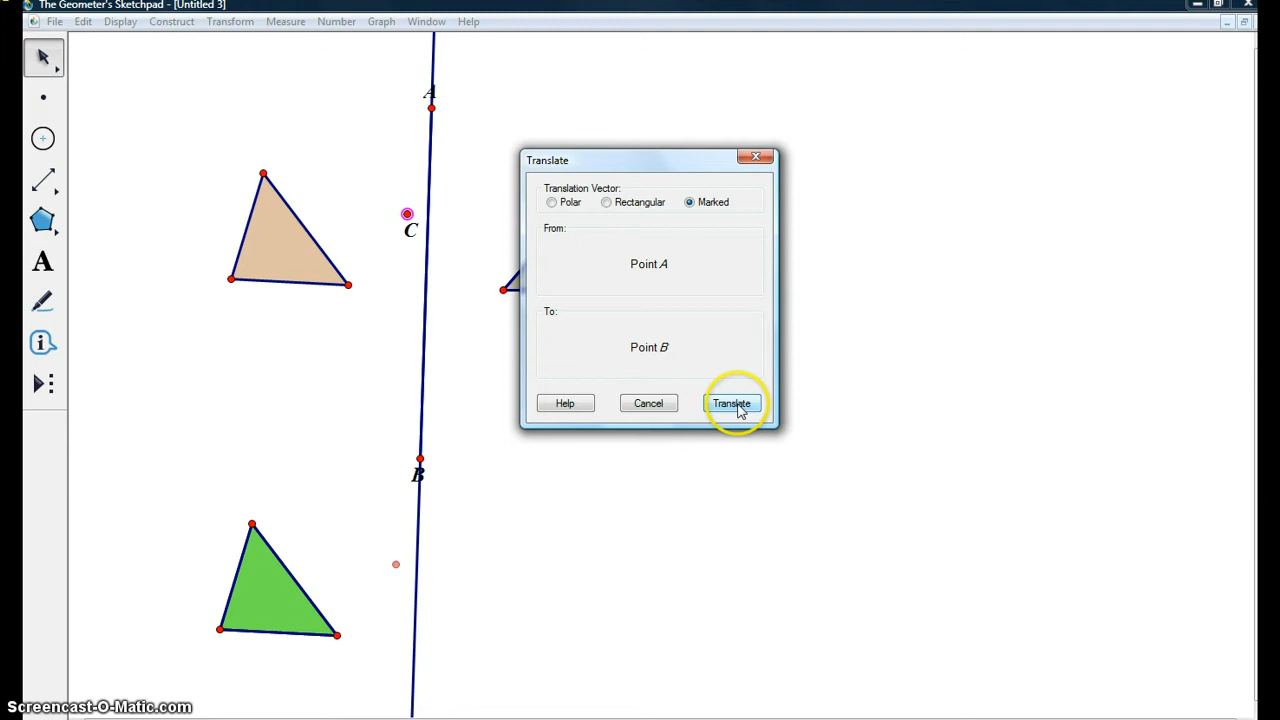 The Geometer's Sketchpad - [Untitled 3]
File Edit Display Construct Transform Measure Number Graph Window Help
A
C
B
A
Translate
Translation Vector:
Polar Rectangular Marked
From:
Point A
To:
Point B
Help Cancel Translate
Screencast-O-Matic.com